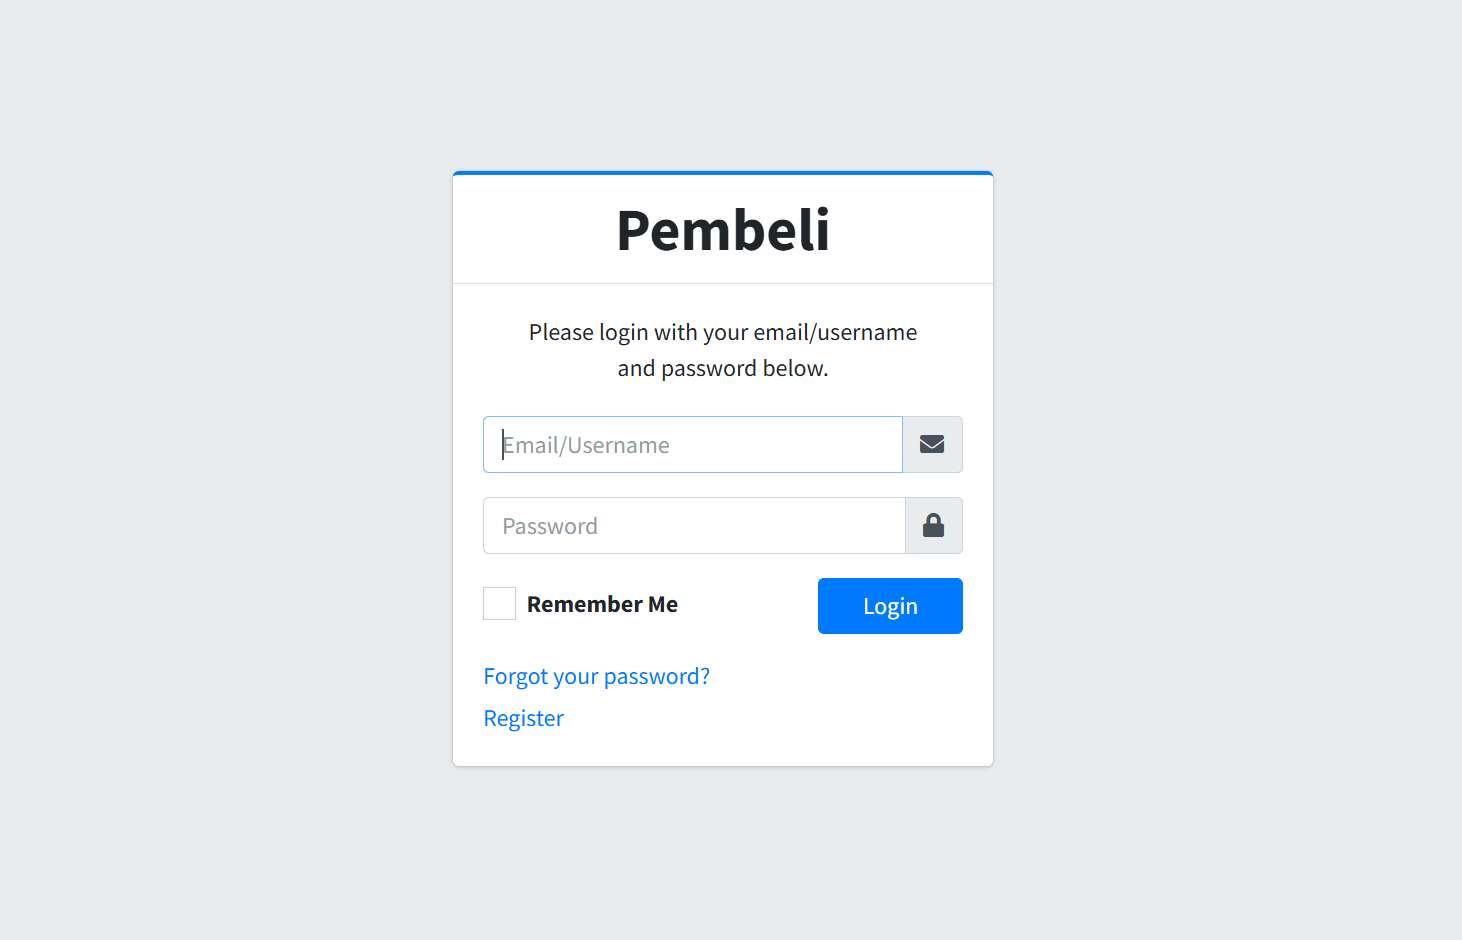 Pembeli
Please login with your email/username
and password below.
Email/Username
Password
Remember Me
Login
Forgot your password?
Register